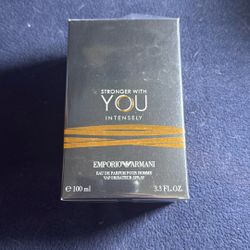 STRONGER WITH
YOU
INTENSELY
EMPORIO ARMANI
EAU DE PARFUM POUR HOMME
VAPORISATEUR SPRAY
e 100 ml 3.3 FL.OZ